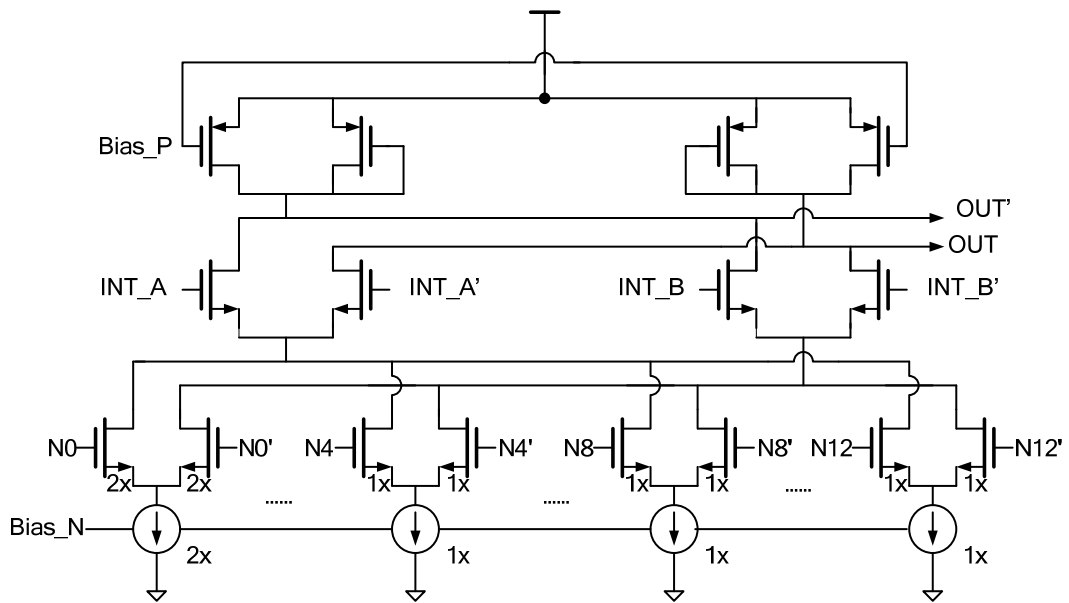 Bias_P
OUT'
OUT
INT_A
INT_A'
INT_B
INT_B'
N0
N0'
N4
N4'
N8
N8'
N12
N12'
2x
2x
1x
1x
1x
1x
1x
1x
......
......
......
Bias_N
2x
1x
1x
1x